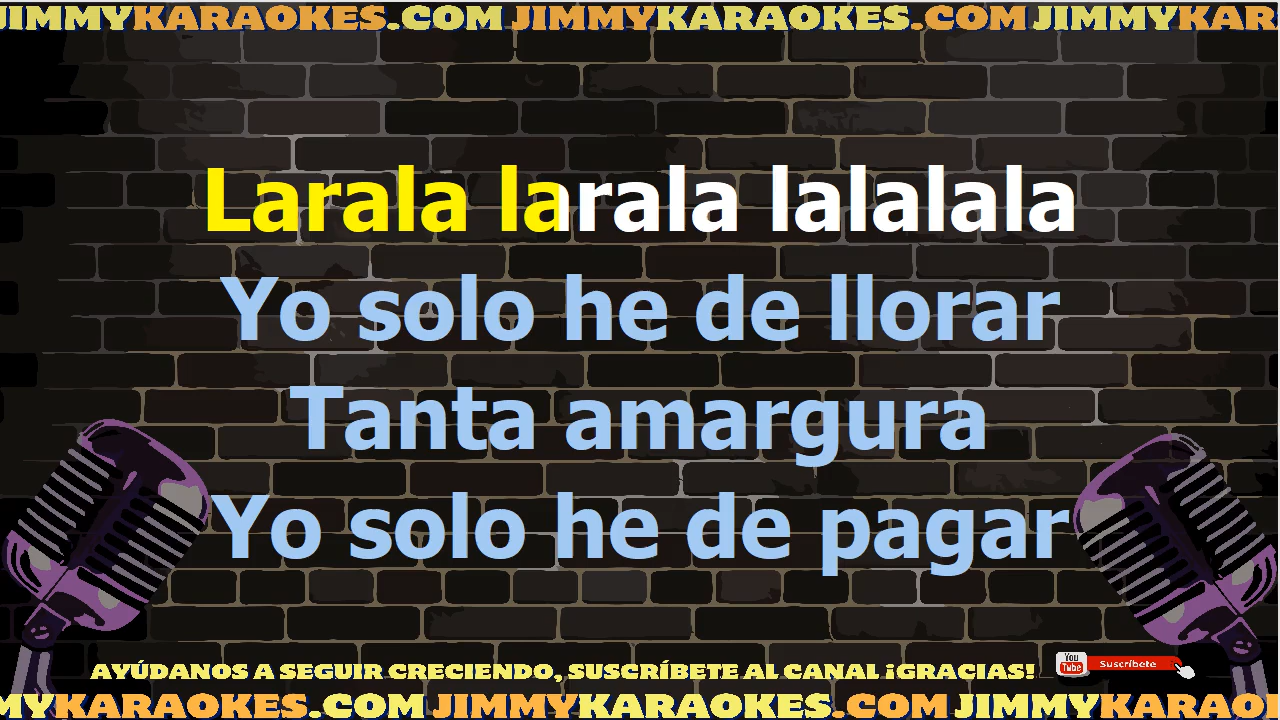 JIMMYKARAOKES.COM JIMMYKARAOKES.COM JIMMYKAR
Larala larala lalalala
Yo solo he de llorar
Tanta amargura
Yo solo he de pagar
AYÚDANOS A SEGUIR CRECIENDO, SUSCRÍBETE AL CANAL ¡GRACIAS!
You Tube Suscríbete
MYKARAOKES.COM JIMMYKARAOKES.COM JIMMYKARAO